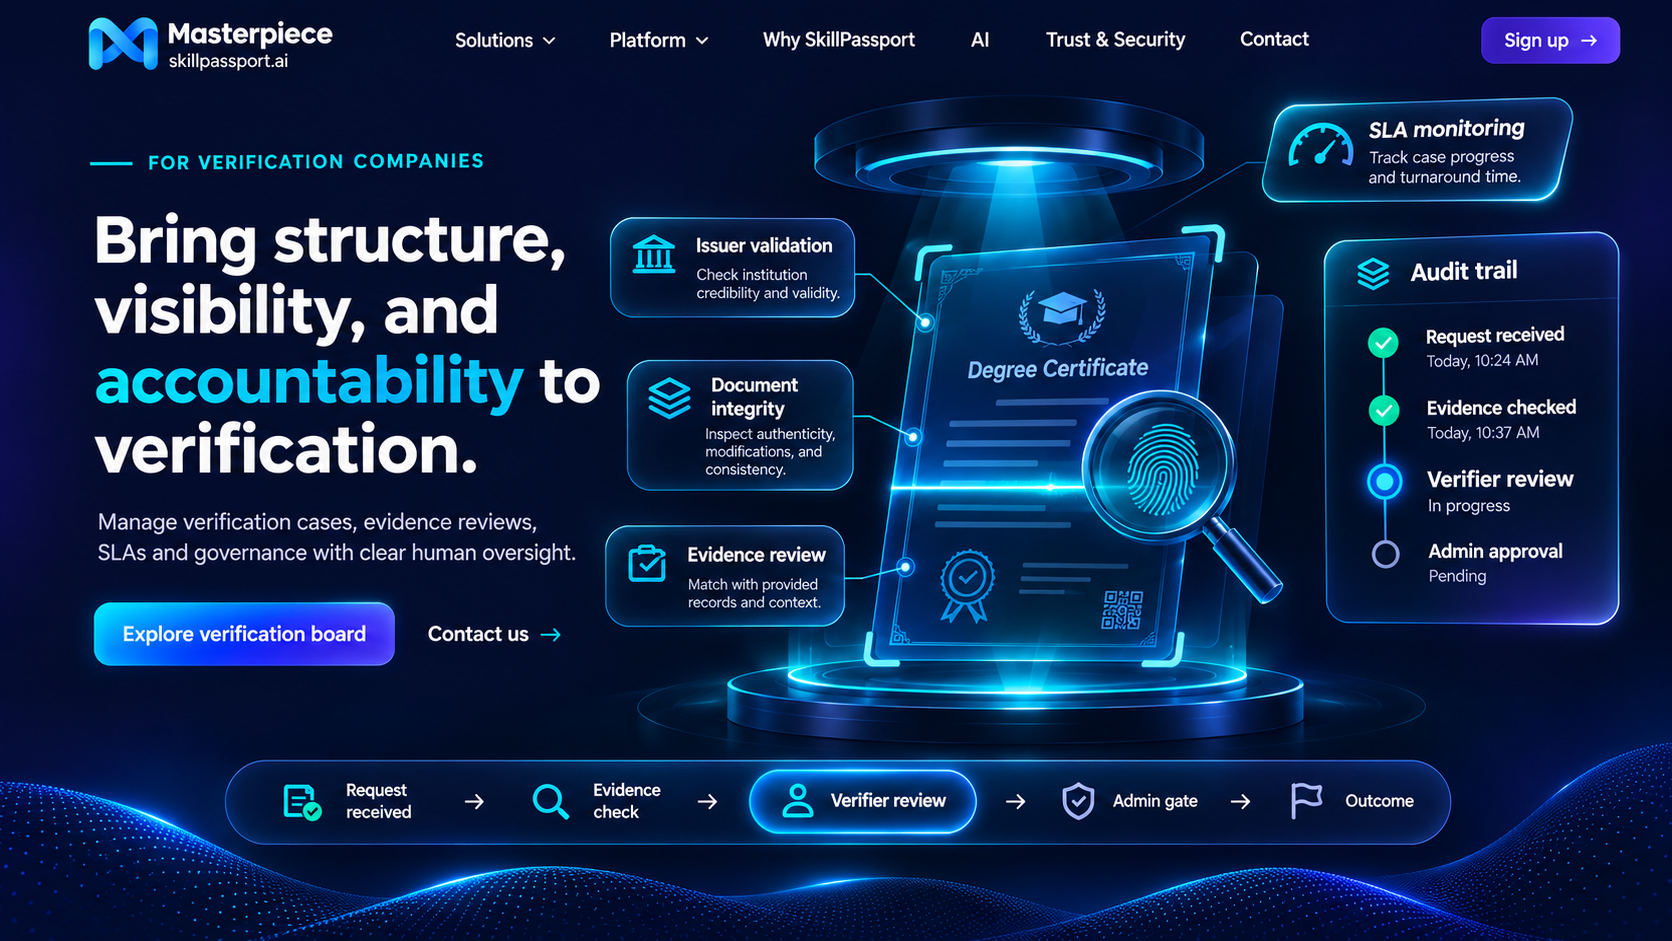 Masterpiece
skillpassport.ai
Solutions
Platform
Why SkillPassport
AI
Trust & Security
Contact
Sign up
FOR VERIFICATION COMPANIES
Bring structure,
visibility, and
accountability to
verification.
Manage verification cases, evidence reviews,
SLAs and governance with clear human oversight.
Explore verification board
Contact us
Issuer validation
Check institution
credibility and validity.
Document
integrity
Inspect authenticity,
modifications, and
consistency.
Evidence review
Match with provided
records and context.
Degree Certificate
SLA monitoring
Track case progress
and turnaround time.
Audit trail
Request received
Today, 10:24 AM
Evidence checked
Today, 10:37 AM
Verifier review
In progress
Admin approval
Pending
Request
received
Evidence
check
Verifier review
Admin gate
Outcome